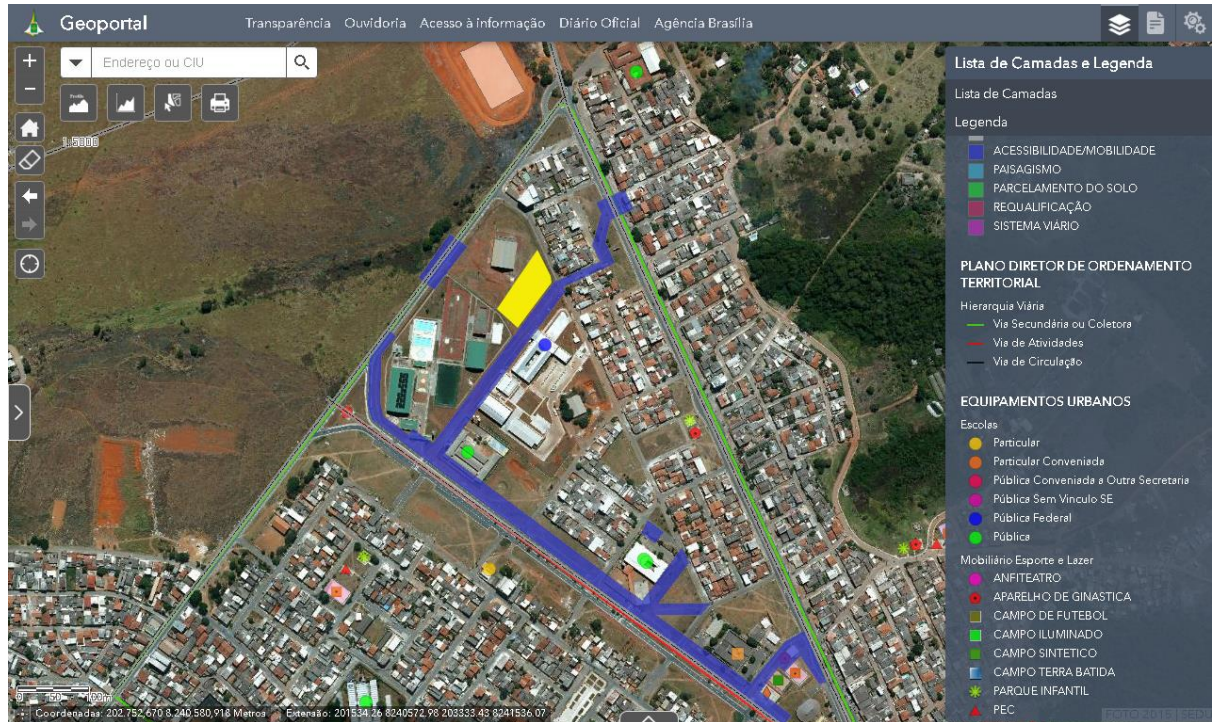 Geoportal
Transparência Ouvidoria Acesso à informação Diário Oficial Agência Brasília
Endereço ou CIU
1:5000
Lista de Camadas e Legenda
Lista de Camadas
Legenda
ACESSIBILIDADE/MOBILIDADE
PAISAGISMO
PARCELAMENTO DO SOLO
REQUALIFICAÇÃO
SISTEMA VIÁRIO
PLANO DIRETOR DE ORDENAMENTO
TERRITORIAL
Hierarquia Viária
Via Secundária ou Coletora
Via de Atividades
Via de Circulação
EQUIPAMENTOS URBANOS
Escolas
Particular
Particular Conveniada
Pública Conveniada a Outra Secretaria
Pública Sem Vinculo SE
Pública Federal
Pública
Mobiliário Esporte e Lazer
ANFITEATRO
APARELHO DE GINASTICA
CAMPO DE FUTEBOL
CAMPO ILUMINADO
CAMPO SINTETICO
CAMPO TERRA BATIDA
PARQUE INFANTIL
PEC
0 50 100m
Coordenadas: 202.752,670 8.240.580,918 Metros Extensão: 201534.26 8240572.98 203333.43 8241536.07